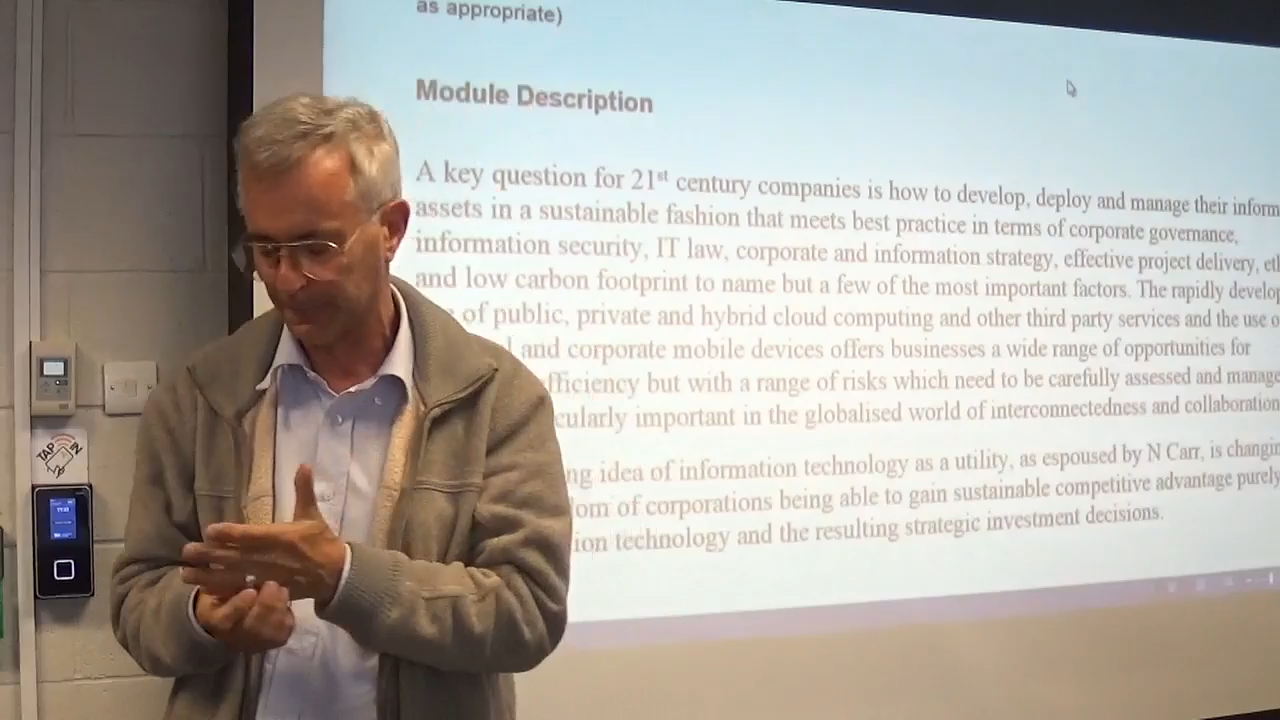 as appropriate)
Module Description
A key question for 21st century companies is how to develop, deploy and manage their inform
assets in a sustainable fashion that meets best practice in terms of corporate governance,
information security, IT law, corporate and information strategy, effective project delivery, eth
and low carbon footprint to name but a few of the most important factors. The rapidly develop
of public, private and hybrid cloud computing and other third party services and the use o
and corporate mobile devices offers businesses a wide range of opportunities for
fficiency but with a range of risks which need to be carefully assessed and manage
cularly important in the globalised world of interconnectedness and collaboration
ng idea of information technology as a utility, as espoused by N Carr, is changin
om of corporations being able to gain sustainable competitive advantage purely
ion technology and the resulting strategic investment decisions.
TAP IN